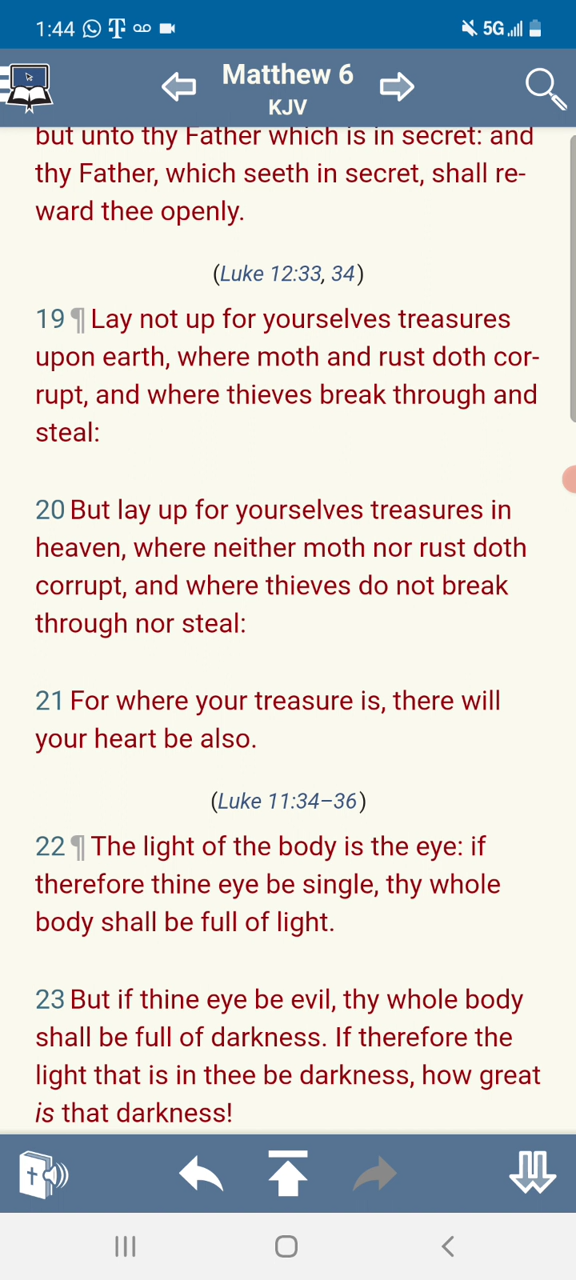 1:44
5G
Matthew 6
KJV
but unto thy Father which is in secret: and
thy Father, which seeth in secret, shall re-
ward thee openly.
(Luke 12:33, 34)
19 ¶ Lay not up for yourselves treasures
upon earth, where moth and rust doth cor-
rupt, and where thieves break through and
steal:
20 But lay up for yourselves treasures in
heaven, where neither moth nor rust doth
corrupt, and where thieves do not break
through nor steal:
21 For where your treasure is, there will
your heart be also.
(Luke 11:34–36)
22 ¶ The light of the body is the eye: if
therefore thine eye be single, thy whole
body shall be full of light.
23 But if thine eye be evil, thy whole body
shall be full of darkness. If therefore the
light that is in thee be darkness, how great
is that darkness!